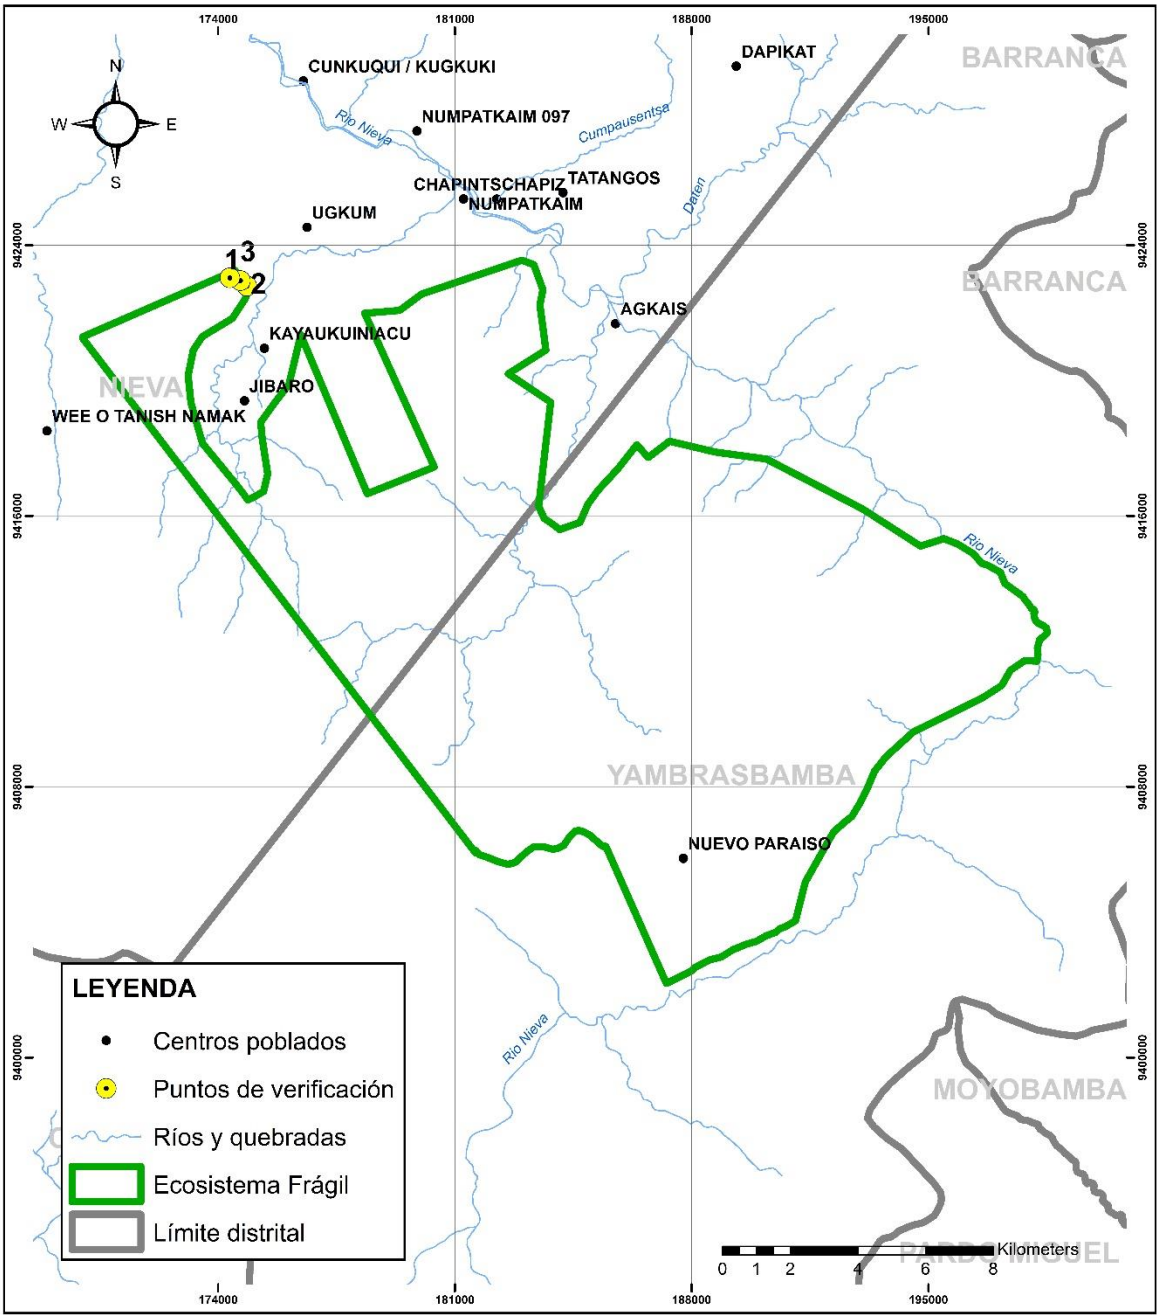 174000 181000 188000 195000
BARRANCA
DAPIKAT
CUNKUQUI / KUGKUKI
N
W E
S
NUMPATKAIM 097
Rio Nieva
Cumpausentsa
CHAPINTSCHAPIZ TATANGOS
NUMPATKAIM
Daten
UGKUM
9424000 9424000
1 3
2
BARRANCA
AGKAIS
KAYAUKUINIACU
NIEVA
JIBARO
WEE O TANISH NAMAK
9416000 9416000
Rio Nieva
YAMBRASBAMBA
9408000 9408000
NUEVO PARAISO
LEYENDA
Centros poblados
Puntos de verificación
Ríos y quebradas
Ecosistema Frágil
Límite distrital
Rio Nieva
9400000 9400000
MOYOBAMBA
PARDO MIGUEL
Kilometers
0 1 2 4 6 8
174000 181000 188000 195000